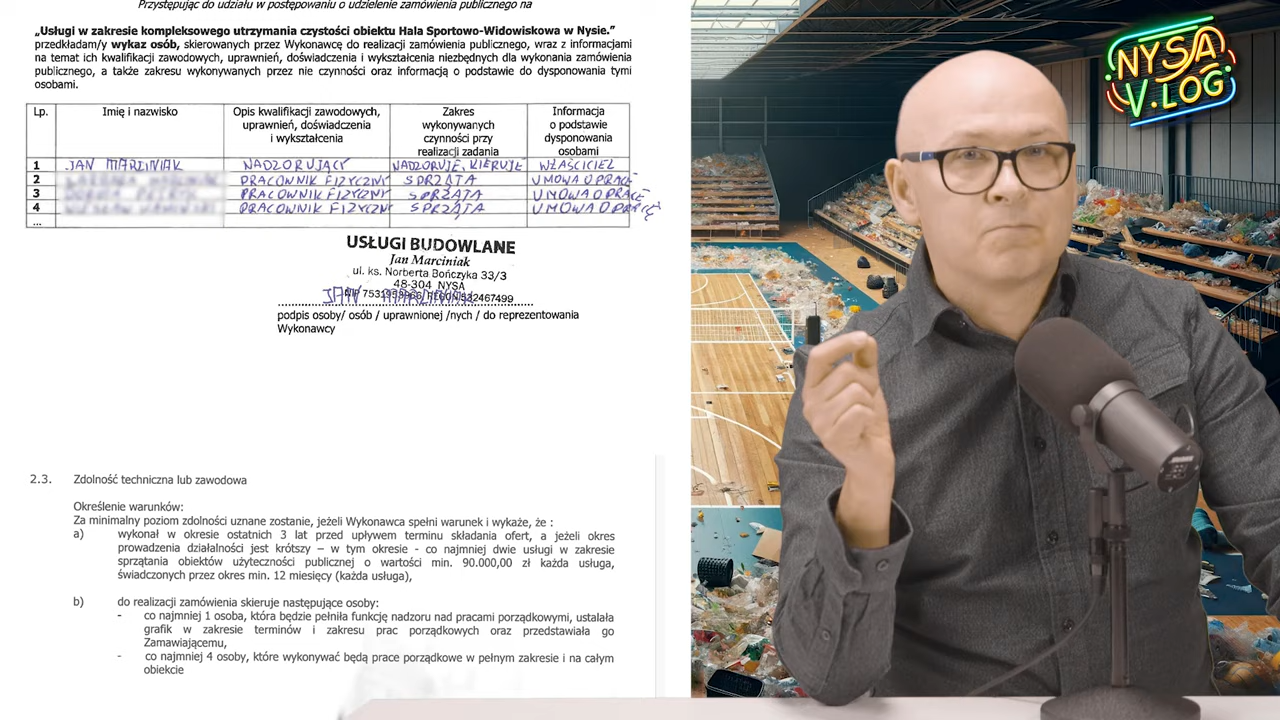 Przystępując do udziału w postępowaniu o udzielenie zamówienia publicznego na
„Usługi w zakresie kompleksowego utrzymania czystości obiektu Hala Sportowo-Widowiskowa w Nysie.”
przedkładam/y wykaz osób, skierowanych przez Wykonawcę do realizacji zamówienia publicznego, wraz z informacjami
na temat ich kwalifikacji zawodowych, uprawnień, doświadczenia i wykształcenia niezbędnych dla wykonania zamówienia
publicznego, a także zakresu wykonywanych przez nie czynności oraz informacją o podstawie do dysponowania tymi
osobami.
Lp. Imię i nazwisko Opis kwalifikacji zawodowych, uprawnień, doświadczenia i wykształcenia Zakres wykonywanych czynności przy realizacji zadania Informacja o podstawie dysponowania osobami
1 JAN MARCINIAK NADZORUJĄCY NADZORUJE, KIERUJE WŁAŚCICIEL
2 PRACOWNIK FIZYCZNY SPRZĄTA UMOWA O PRACĘ
3 PRACOWNIK FIZYCZNY SPRZĄTA UMOWA O PRACĘ
4 PRACOWNIK FIZYCZNY SPRZĄTA UMOWA O PRACĘ
...
USŁUGI BUDOWLANE
Jan Marciniak
ul. ks. Norberta Bończyka 33/3
48-304 NYSA
JAN MARCINIAK
podpis osoby/ osób / uprawnionej /nych / do reprezentowania
Wykonawcy
2.3. Zdolność techniczna lub zawodowa
Określenie warunków:
Za minimalny poziom zdolności uznane zostanie, jeżeli Wykonawca spełni warunek i wykaże, że :
a) wykonał w okresie ostatnich 3 lat przed upływem terminu składania ofert, a jeżeli okres
prowadzenia działalności jest krótszy – w tym okresie - co najmniej dwie usługi w zakresie
sprzątania obiektów użyteczności publicznej o wartości min. 90.000,00 zł każda usługa,
świadczonych przez okres min. 12 miesięcy (każda usługa),
b) do realizacji zamówienia skieruje następujące osoby:
- co najmniej 1 osoba, która będzie pełniła funkcję nadzoru nad pracami porządkowymi, ustalała
grafik w zakresie terminów i zakresu prac porządkowych oraz przedstawiała go
Zamawiającemu,
- co najmniej 4 osoby, które wykonywać będą prace porządkowe w pełnym zakresie i na całym
obiekcie
NYSA
V.LOG